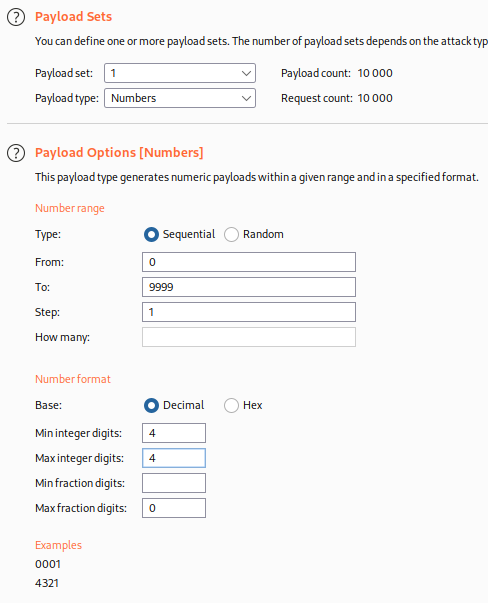 ? Payload Sets
You can define one or more payload sets. The number of payload sets depends on the attack typ
Payload set: 1 Payload count: 10 000
Payload type: Numbers Request count: 10 000
? Payload Options [Numbers]
This payload type generates numeric payloads within a given range and in a specified format.
Number range
Type: Sequential Random
From: 0
To: 9999
Step: 1
How many:
Number format
Base: Decimal Hex
Min integer digits: 4
Max integer digits: 4
Min fraction digits:
Max fraction digits: 0
Examples
0001
4321